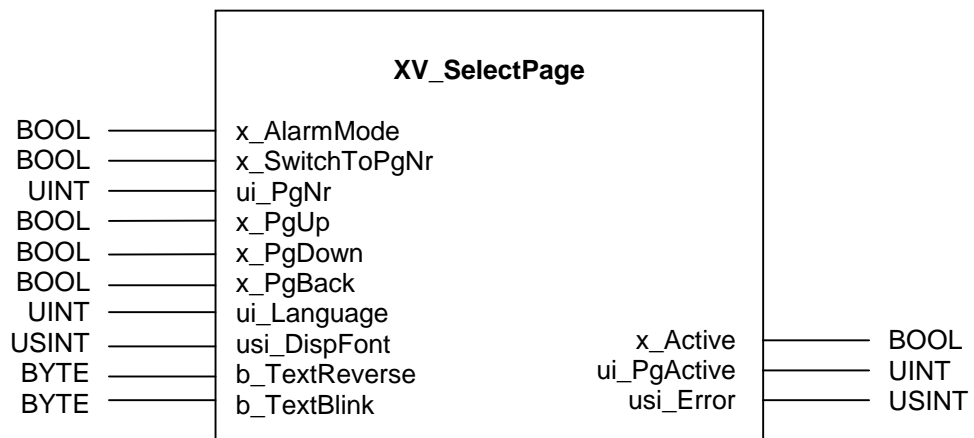 XV_SelectPage
BOOL x_AlarmMode
BOOL x_SwitchToPgNr
UINT ui_PgNr
BOOL x_PgUp
BOOL x_PgDown
BOOL x_PgBack
UINT ui_Language
USINT usi_DispFont x_Active BOOL
BYTE b_TextReverse ui_PgActive UINT
BYTE b_TextBlink usi_Error USINT